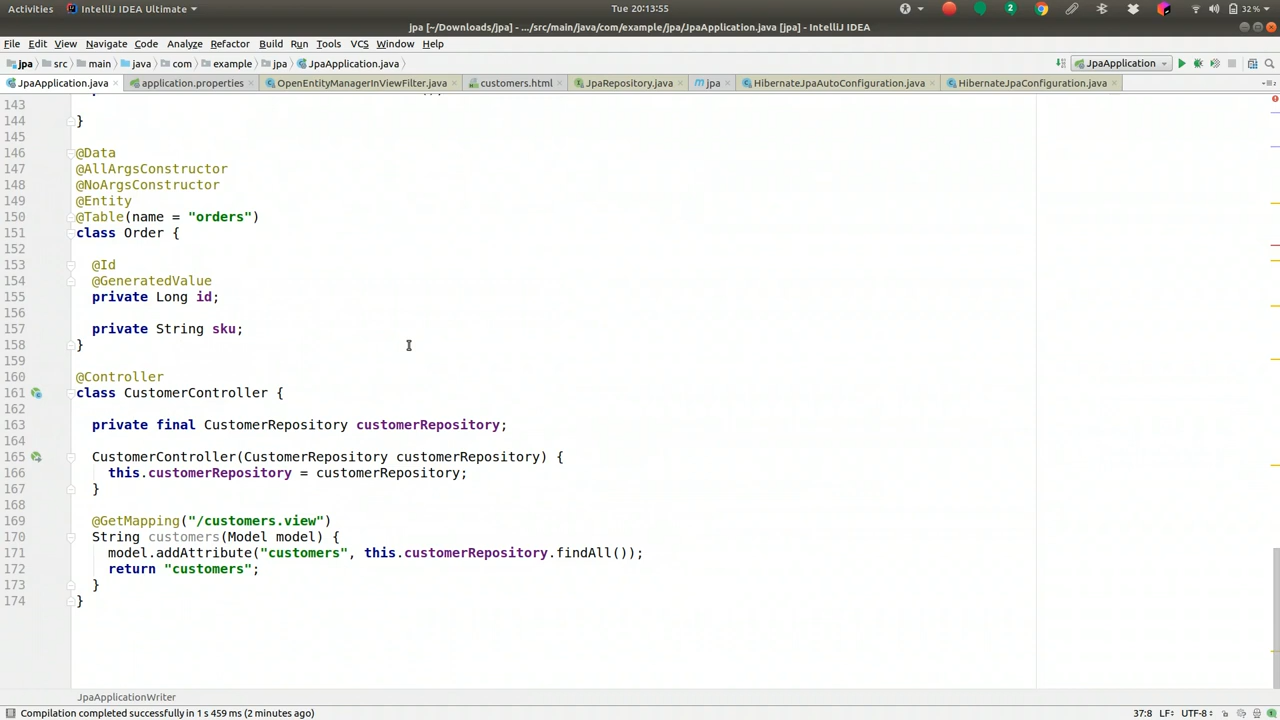 Activities
IntelliJ IDEA Ultimate
Tue 20:13:55
2
32%
jpa [~/Downloads/jpa] - .../src/main/java/com/example/jpa/JpaApplication.java [jpa] - IntelliJ IDEA
File Edit View Navigate Code Analyze Refactor Build Run Tools VCS Window Help
jpa src main java com example jpa JpaApplication.java
JpaApplication
JpaApplication.java application.properties OpenEntityManagerInViewFilter.java customers.html JpaRepository.java jpa HibernateJpaAutoConfiguration.java HibernateJpaConfiguration.java
143
144 }
145
146 @Data
147 @AllArgsConstructor
148 @NoArgsConstructor
149 @Entity
150 @Table(name = "orders")
151 class Order {
152
153 @Id
154 @GeneratedValue
155 private Long id;
156
157 private String sku;
158 }
159
160 @Controller
161 class CustomerController {
162
163 private final CustomerRepository customerRepository;
164
165 CustomerController(CustomerRepository customerRepository) {
166 this.customerRepository = customerRepository;
167 }
168
169 @GetMapping("/customers.view")
170 String customers(Model model) {
171 model.addAttribute("customers", this.customerRepository.findAll());
172 return "customers";
173 }
174 }
JpaApplicationWriter
Compilation completed successfully in 1 s 459 ms (2 minutes ago)
37:8 LF÷ UTF-8÷